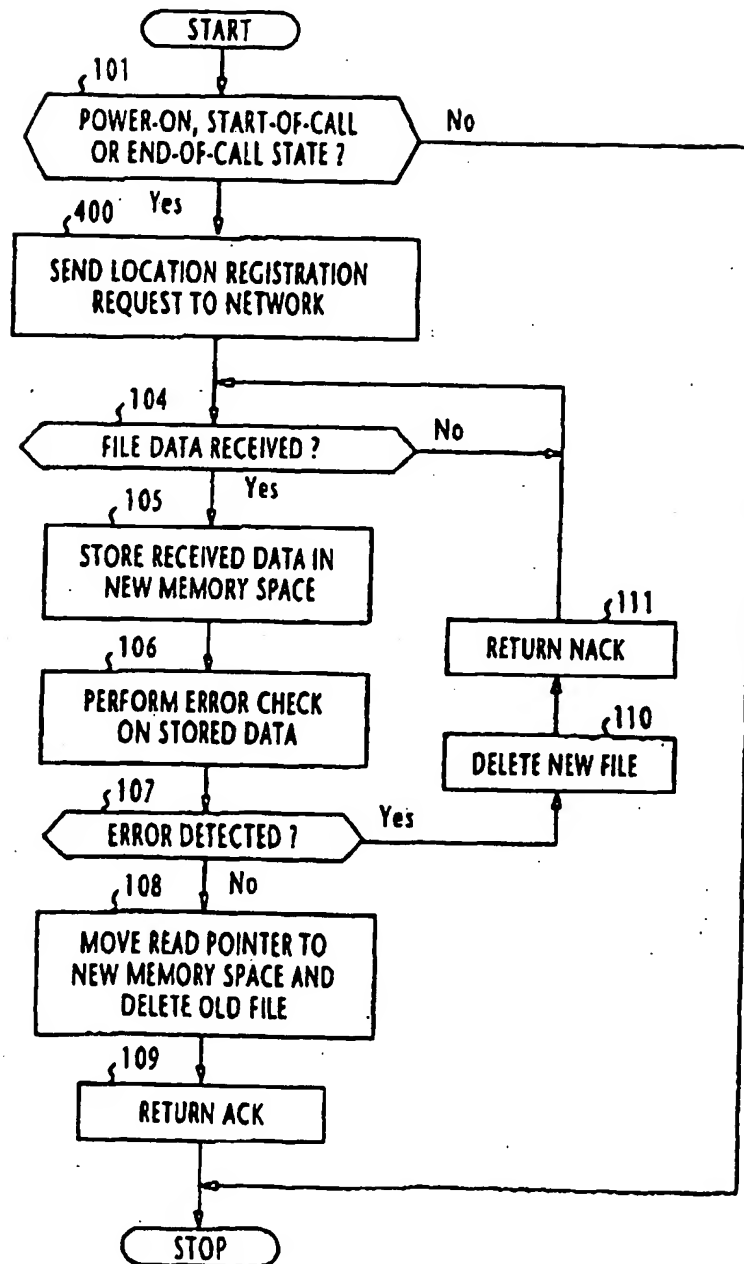 START
101
POWER-ON, START-OF-CALL
OR END-OF-CALL STATE ?
No
Yes
400
SEND LOCATION REGISTRATION
REQUEST TO NETWORK
104
FILE DATA RECEIVED ?
No
Yes
105
STORE RECEIVED DATA IN
NEW MEMORY SPACE
111
RETURN NACK
106
PERFORM ERROR CHECK
ON STORED DATA
110
DELETE NEW FILE
107
ERROR DETECTED ?
Yes
No
108
MOVE READ POINTER TO
NEW MEMORY SPACE AND
DELETE OLD FILE
109
RETURN ACK
STOP